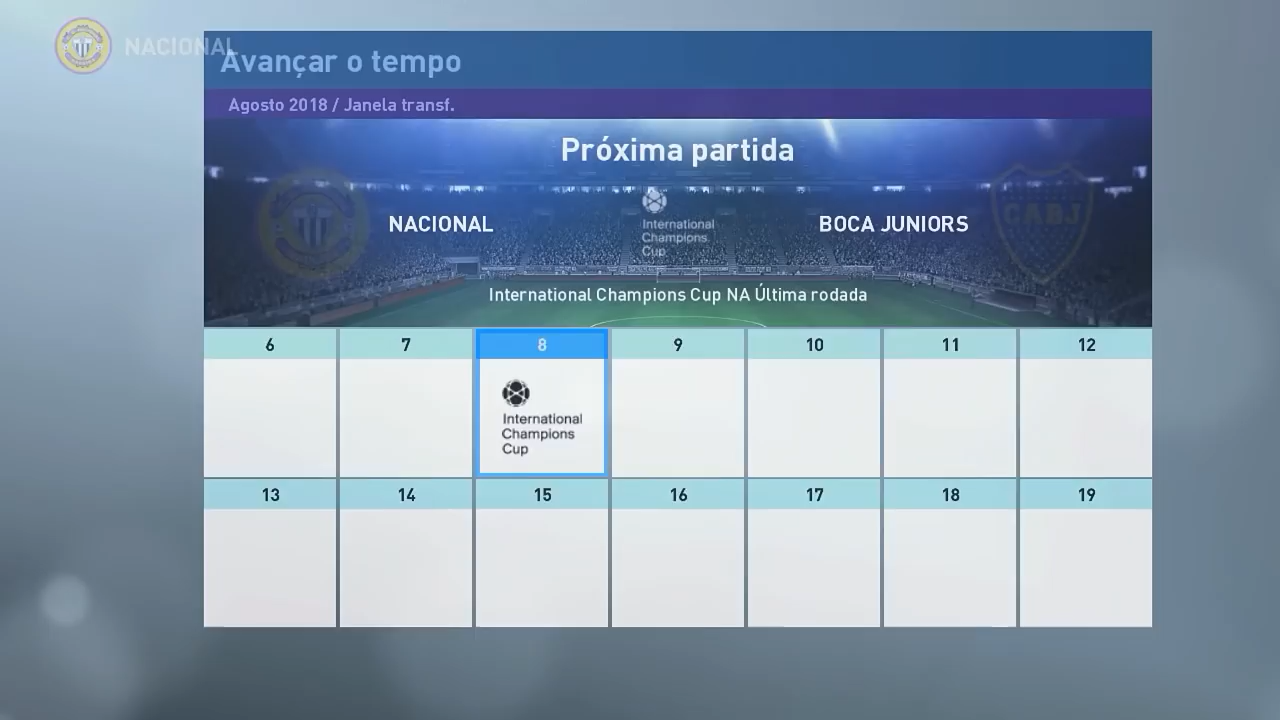 NACIONAL
Avançar o tempo
Agosto 2018 / Janela transf.
Próxima partida
NACIONAL
International
Champions
Cup
BOCA JUNIORS
CABJ
International Champions Cup NA Última rodada
6 7 8 9 10 11 12
International
Champions
Cup
13 14 15 16 17 18 19